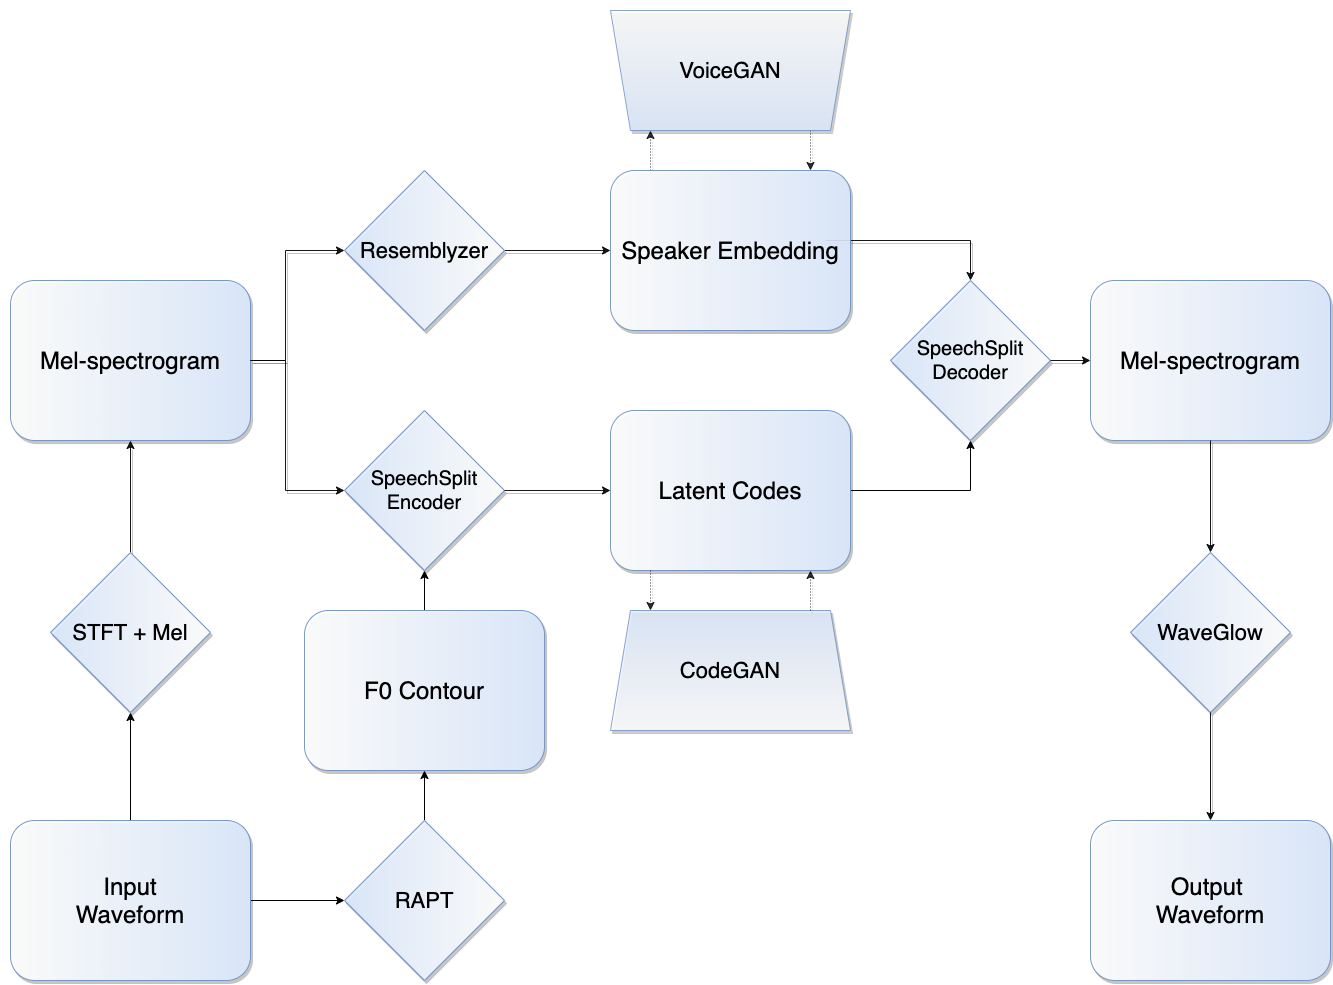 VoiceGAN
Resemblyzer
Speaker Embedding
Mel-spectrogram
SpeechSplit
Decoder
Mel-spectrogram
SpeechSplit
Encoder
Latent Codes
STFT + Mel
F0 Contour
CodeGAN
WaveGlow
Input
Waveform
RAPT
Output
Waveform